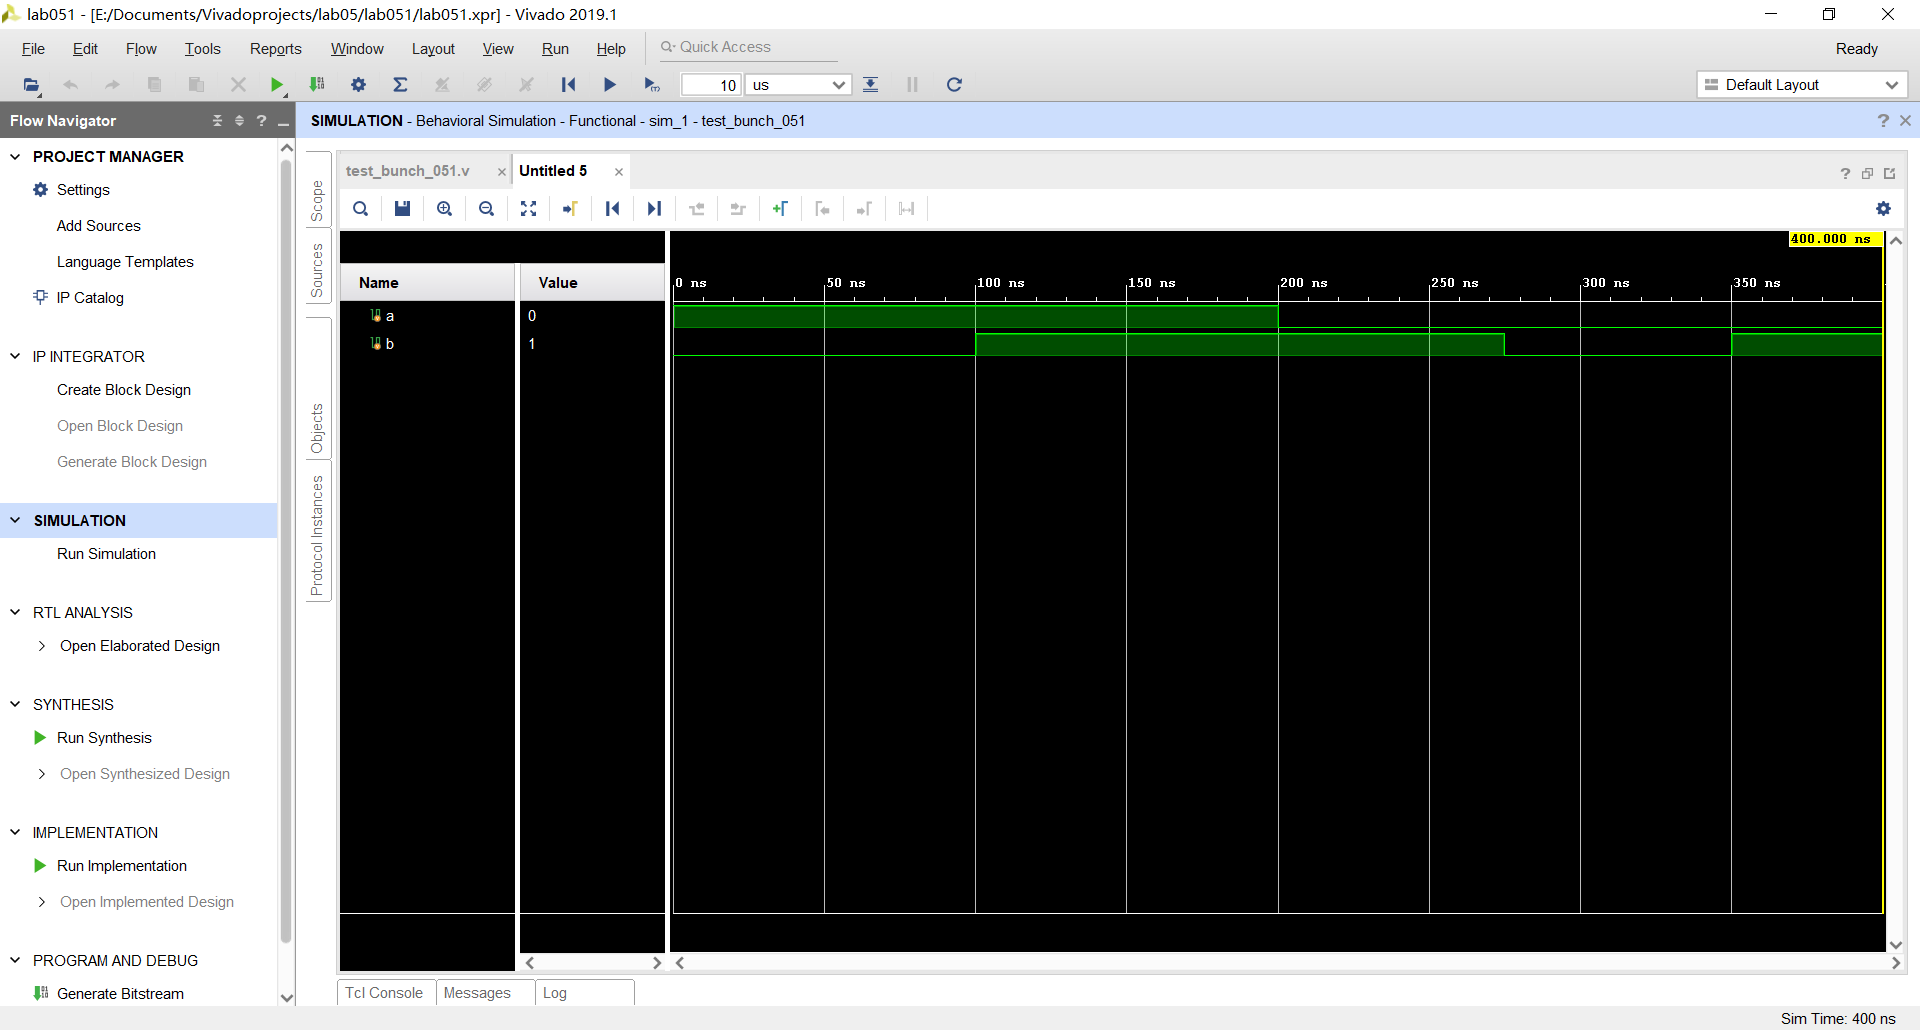 lab051 - [E:/Documents/Vivadoprojects/lab05/lab051/lab051.xpr] - Vivado 2019.1
File Edit Flow Tools Reports Window Layout View Run Help Quick Access Ready
10 us Default Layout
Flow Navigator ? SIMULATION - Behavioral Simulation - Functional - sim_1 - test_bunch_051 ?
PROJECT MANAGER
Settings
Add Sources
Language Templates
IP Catalog
IP INTEGRATOR
Create Block Design
Open Block Design
Generate Block Design
SIMULATION
Run Simulation
RTL ANALYSIS
Open Elaborated Design
SYNTHESIS
Run Synthesis
Open Synthesized Design
IMPLEMENTATION
Run Implementation
Open Implemented Design
PROGRAM AND DEBUG
Generate Bitstream
Scope
Sources
Objects
Protocol Instances
test_bunch_051.v Untitled 5 ?
400.000 ns
Name Value 0 ns 50 ns 100 ns 150 ns 200 ns 250 ns 300 ns 350 ns
a 0
b 1
Tcl Console Messages Log
Sim Time: 400 ns